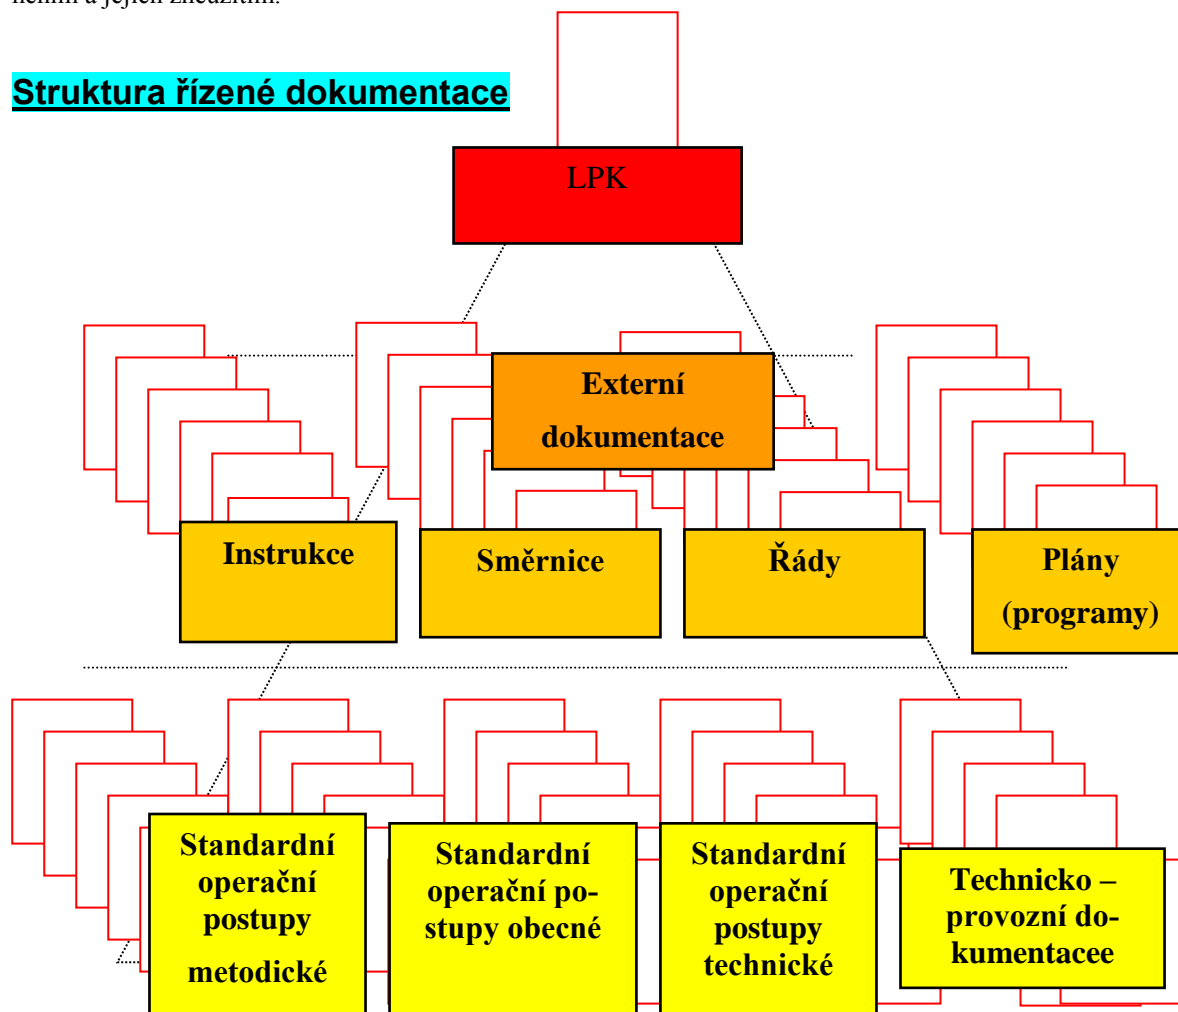 Struktura řízené dokumentace
LPK
Externí
dokumentace
Instrukce
Směrnice
Řády
Plány
(programy)
Standardní
operační
postupy
metodické
Standardní
operační po-
stupy obecné
Standardní
operační
postupy
technické
Technicko –
provozní do-
kumentacee